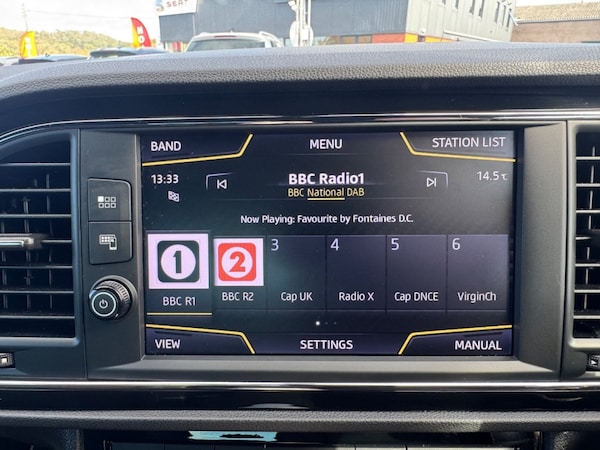 SEAT
BAND
MENU
STATION LIST
13:33
BBC Radio1
14.5℃
BBC National DAB
Now Playing: Favourite by Fontaines D.C.
1
2
3
4
5
6
BBC R1
BBC R2
Cap UK
Radio X
Cap DNCE
VirginCh
VIEW
SETTINGS
MANUAL